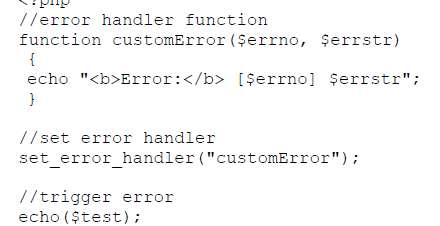 <?php
//error handler function
function customError($errno, $errstr)
{
echo "<b>Error:</b> [$errno] $errstr";
}
//set error handler
set_error_handler("customError");
//trigger error
echo($test);